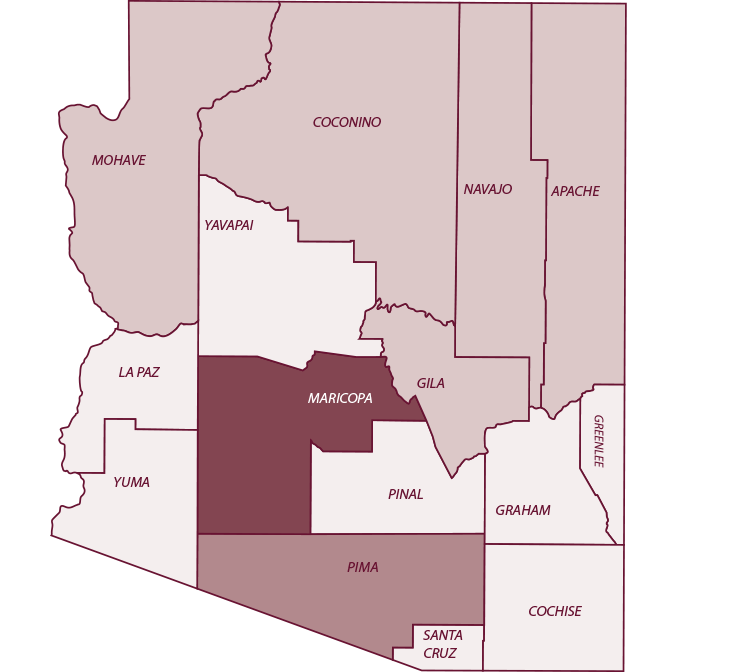 COCONINO
MOHAVE
NAVAJO
APACHE
YAVAPAI
LA PAZ
GILA
MARICOPA
GREENLEE
YUMA
PINAL
GRAHAM
PIMA
COCHISE
SANTA
CRUZ